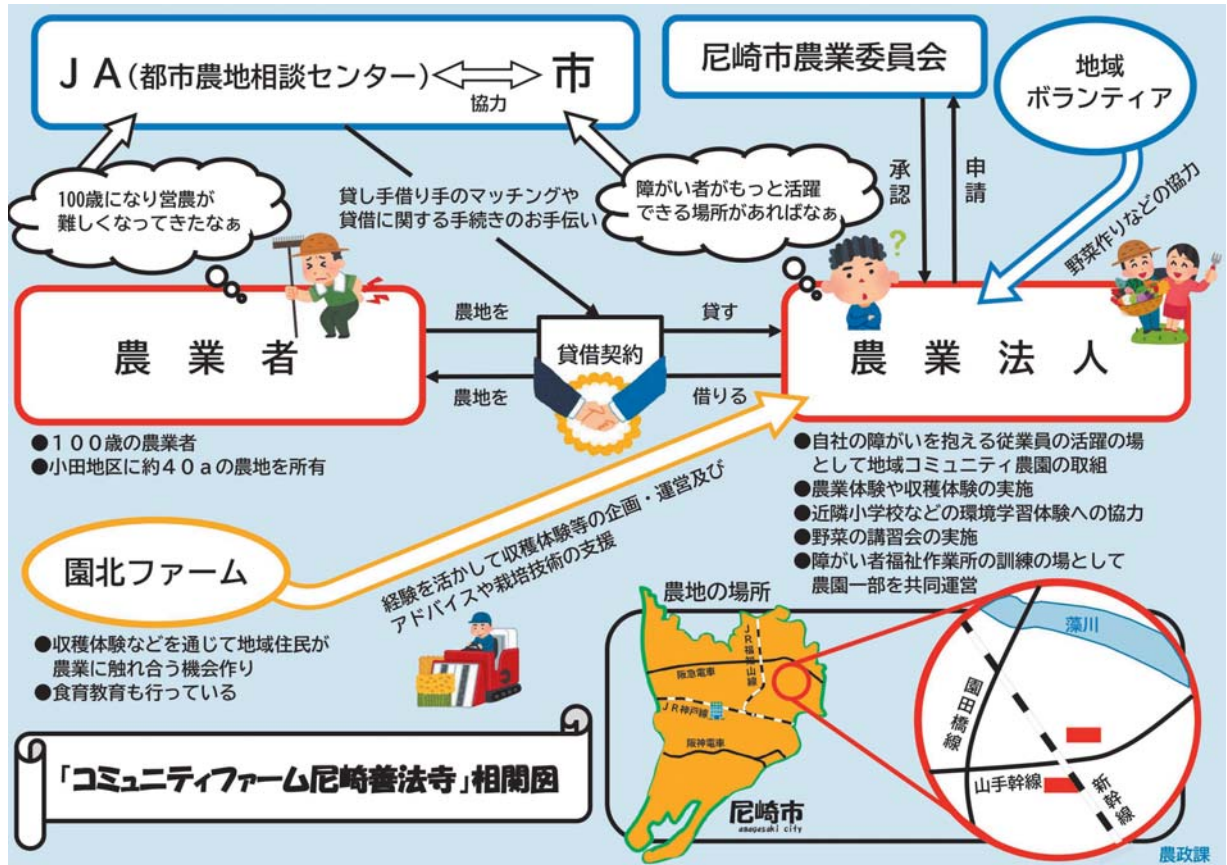 JA(都市農地相談センター)
協力
市
尼崎市農業委員会
地域
ボランティア
100歳になり営農が
難しくなってきたなぁ
貸し手借り手のマッチングや
貸借に関する手続きのお手伝い
障がい者がもっと活躍
できる場所があればなぁ
承認
申請
野菜作りなどの協力
?
農業者
農地を
貸す
貸借契約
農地を
借りる
農業法人
●100歳の農業者
●小田地区に約40aの農地を所有
●自社の障がいを抱える従業員の活躍の場
として地域コミュニティ農園の取組
●農業体験や収穫体験の実施
●近隣小学校などの環境学習体験への協力
●野菜の講習会の実施
●障がい者福祉作業所の訓練の場として
農園一部を共同運営
園北ファーム
経験を活かして収穫体験等の企画・運営及び
アドバイスや栽培技術の支援
●収穫体験などを通じて地域住民が
農業に触れ合う機会作り
●食育教育も行っている
「コミュニティファーム尼崎善法寺」相関図
農地の場所
JR福知山線
阪急電車
JR神戸線
阪神電車
尼崎市
amagasaki city
藻川
園田橋線
山手幹線
新幹線
農政課